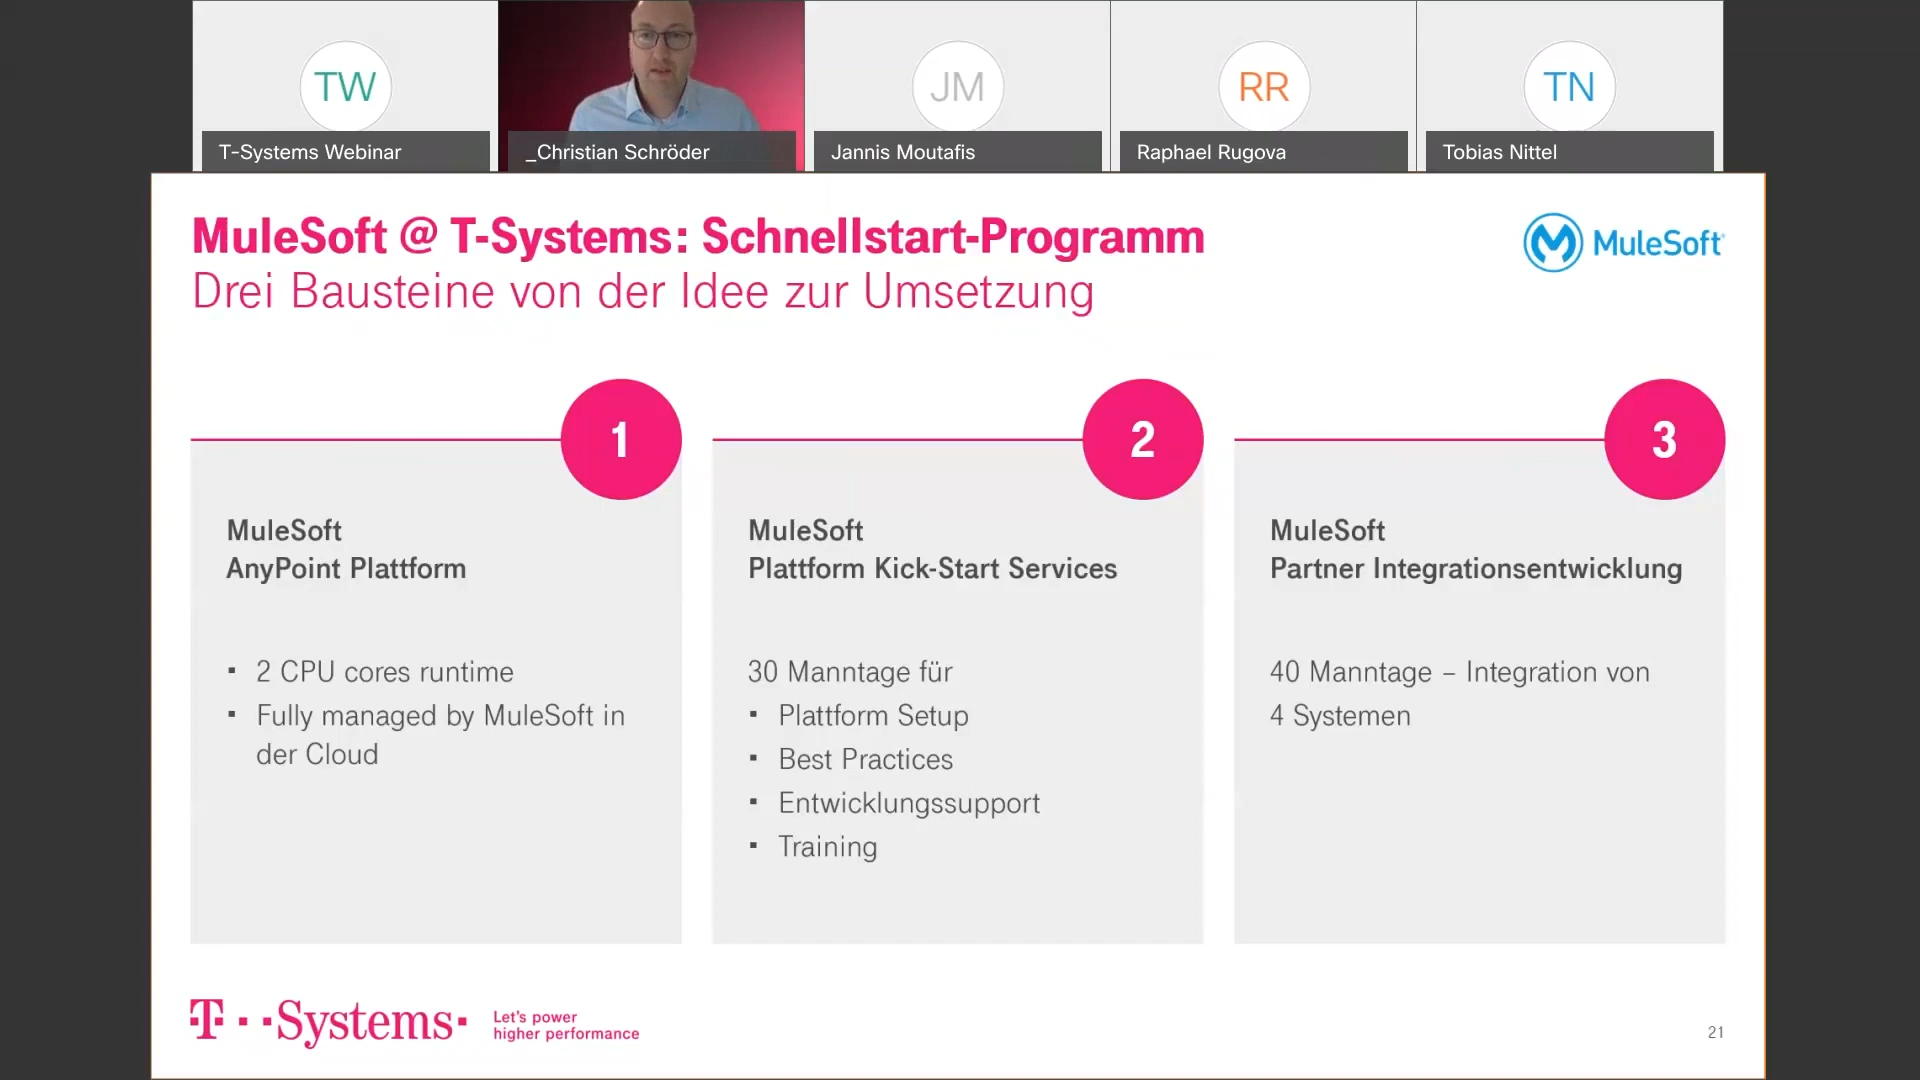 TW
JM
RR
TN
T-Systems Webinar
_Christian Schröder
Jannis Moutafis
Raphael Rugova
Tobias Nittel
MuleSoft @ T-Systems: Schnellstart-Programm
Drei Bausteine von der Idee zur Umsetzung
MuleSoft
1
MuleSoft
AnyPoint Plattform
▪ 2 CPU cores runtime
▪ Fully managed by MuleSoft in
der Cloud
2
MuleSoft
Plattform Kick-Start Services
30 Manntage für
▪ Plattform Setup
▪ Best Practices
▪ Entwicklungssupport
▪ Training
3
MuleSoft
Partner Integrationsentwicklung
40 Manntage – Integration von
4 Systemen
T··Systems·
Let's power
higher performance
21